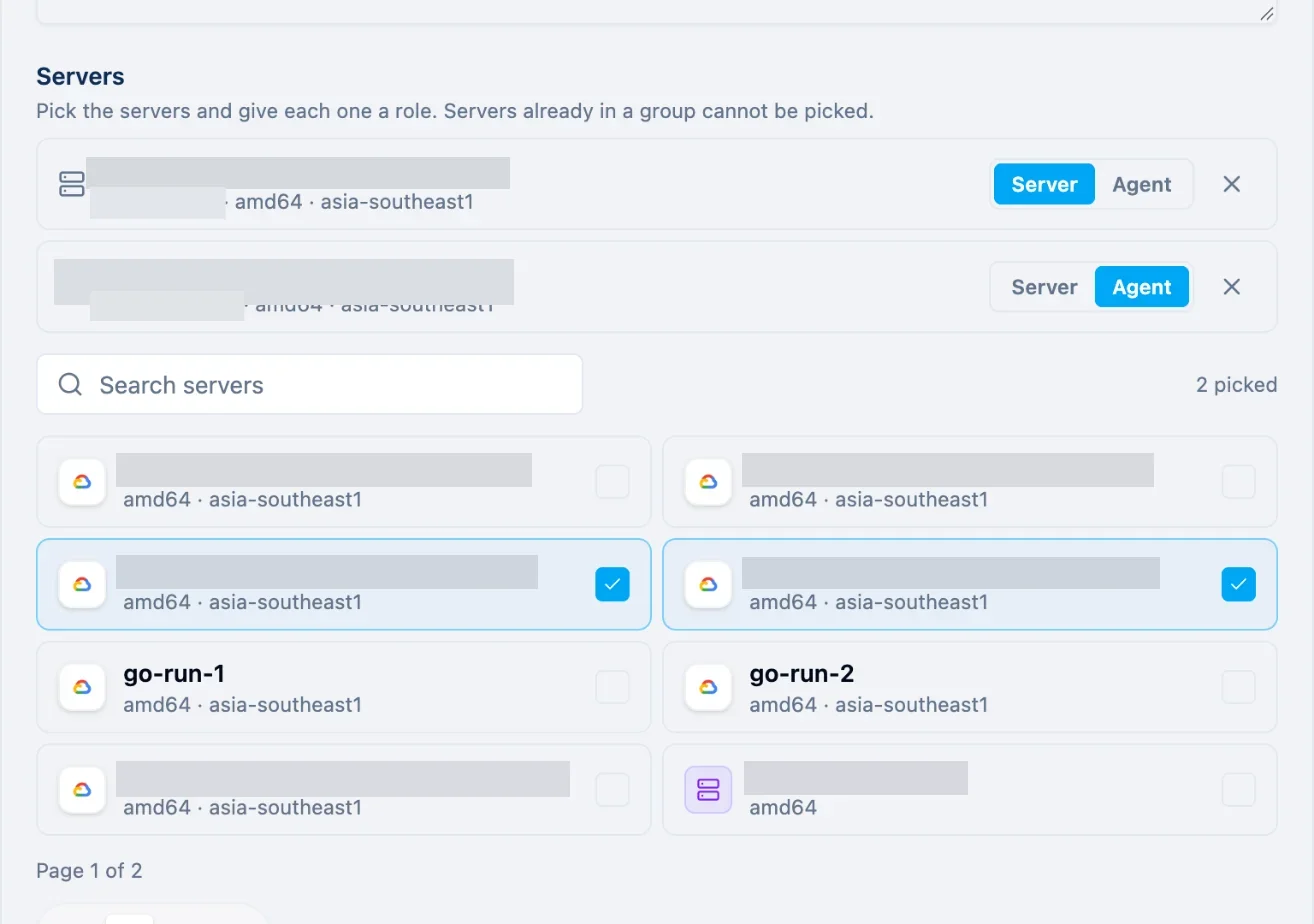 Servers
Pick the servers and give each one a role. Servers already in a group cannot be picked.
· amd64 · asia-southeast1
Server Agent
· amd64 · asia-southeast1
Server Agent
Search servers
2 picked
amd64 · asia-southeast1
amd64 · asia-southeast1
amd64 · asia-southeast1
amd64 · asia-southeast1
go-run-1
amd64 · asia-southeast1
go-run-2
amd64 · asia-southeast1
amd64 · asia-southeast1
amd64
Page 1 of 2